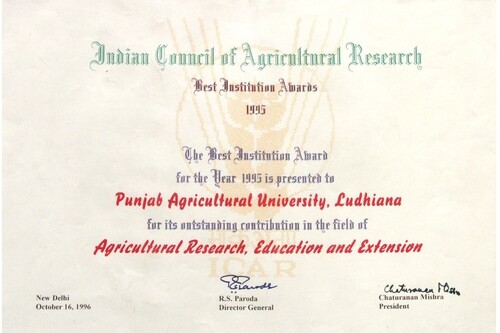 Indian Council of Agricultural Research
Best Institution Awards
1995
The Best Institution Award
for the Year 1995 is presented to
Punjab Agricultural University, Ludhiana
for its outstanding contribution in the field of
Agricultural Research, Education and Extension
ICAR
New Delhi
October 16, 1996
R.S. Paroda
Director General
Chaturanan Mishra
Chaturanan Mishra
President